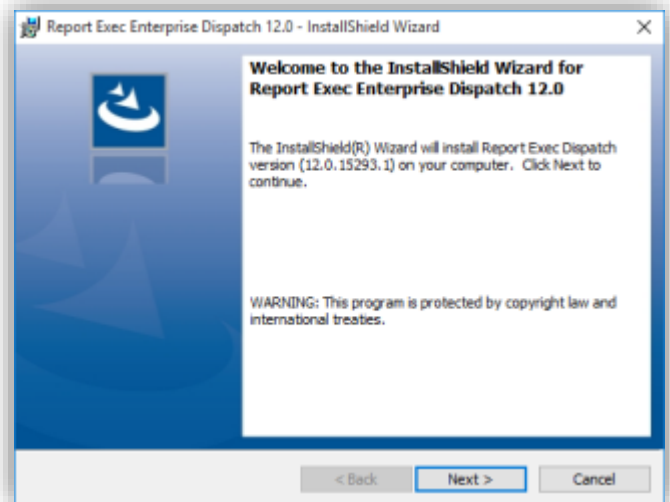 Report Exec Enterprise Dispatch 12.0 - InstallShield Wizard
Welcome to the InstallShield Wizard for
Report Exec Enterprise Dispatch 12.0
The InstallShield(R) Wizard will install Report Exec Dispatch
version (12.0.15293.1) on your computer. Click Next to
continue.
WARNING: This program is protected by copyright law and
international treaties.
< Back
Next >
Cancel